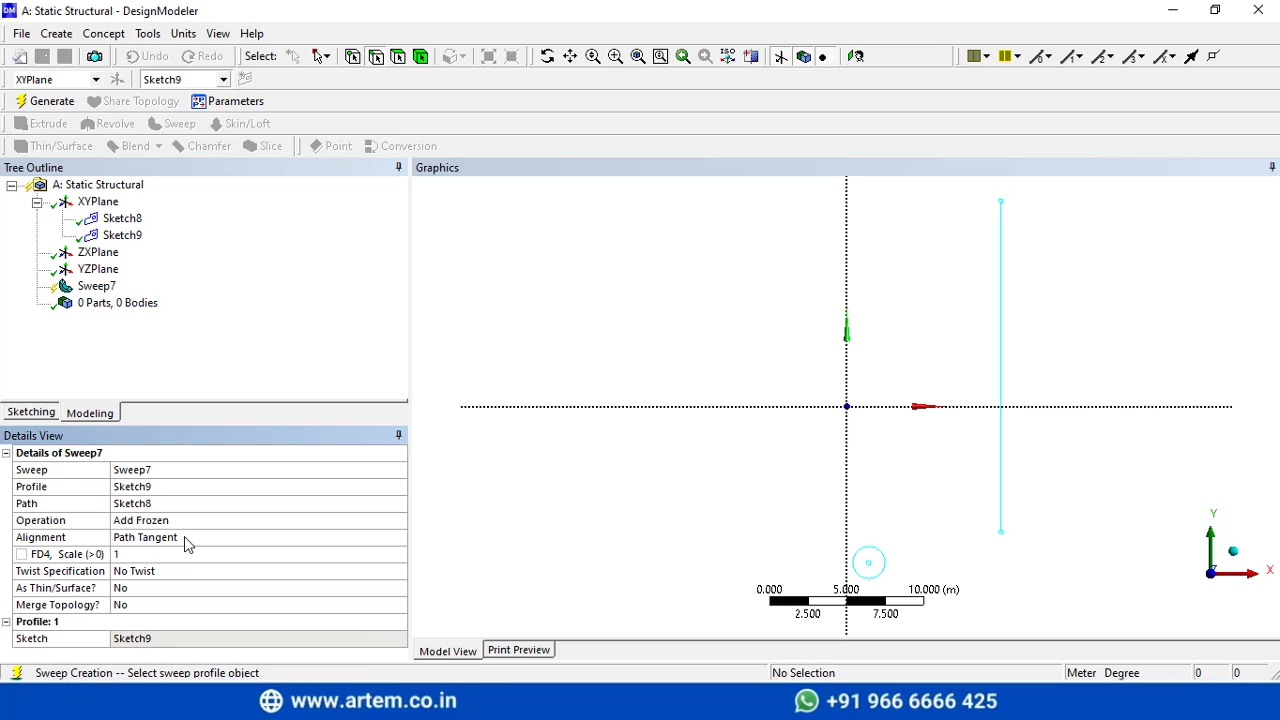 A: Static Structural - DesignModeler
File Create Concept Tools Units View Help
Undo Redo Select:
XYPlane Sketch9
Generate Share Topology Parameters
Extrude Revolve Sweep Skin/Loft
Thin/Surface Blend Chamfer Slice Point Conversion
Tree Outline
A: Static Structural
XYPlane
Sketch8
Sketch9
ZXPlane
YZPlane
Sweep7
0 Parts, 0 Bodies
Sketching Modeling
Details View
Details of Sweep7
Sweep Sweep7
Profile Sketch9
Path Sketch8
Operation Add Frozen
Alignment Path Tangent
FD4, Scale (>0) 1
Twist Specification No Twist
As Thin/Surface? No
Merge Topology? No
Profile: 1
Sketch Sketch9
Graphics
0.000 5.000 10.000 (m)
2.500 7.500
Y
Z X
Model View Print Preview
Sweep Creation -- Select sweep profile object No Selection Meter Degree 0 0
www.artem.co.in +91 966 6666 425